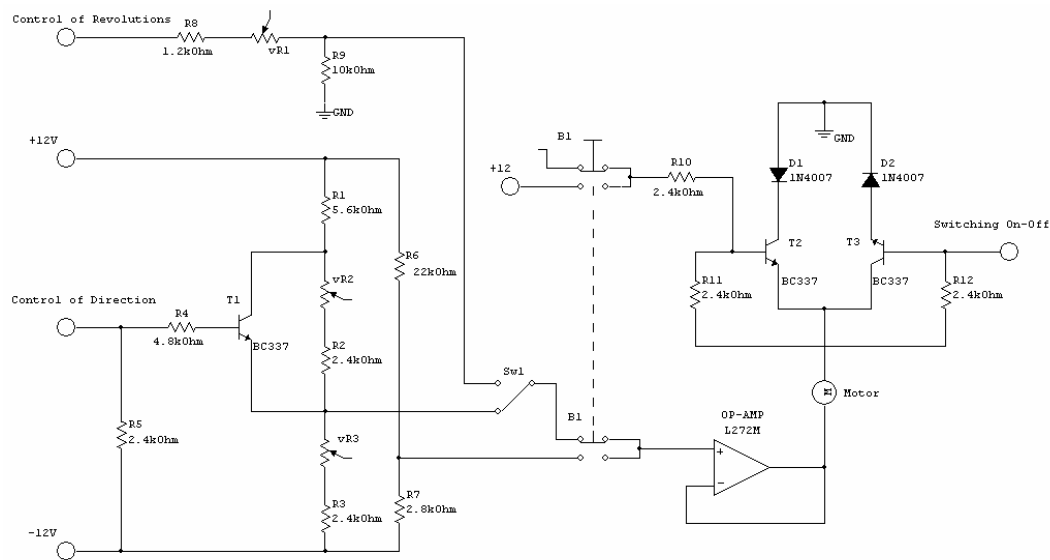 Control of Revolutions
R8
1.2kOhm
vR1
R9
10kOhm
GND
+12V
R1
5.6kOhm
R6
22kOhm
vR2
Control of Direction
R4
4.8kOhm
T1
BC337
R2
2.4kOhm
R5
2.4kOhm
vR3
R3
2.4kOhm
R7
2.8kOhm
-12V
Sw1
B1
+12
R10
2.4kOhm
GND
D1
1N4007
D2
1N4007
Switching On-Off
T2
BC337
T3
BC337
R11
2.4kOhm
R12
2.4kOhm
M
Motor
B1
OP-AMP
L272M
+
-